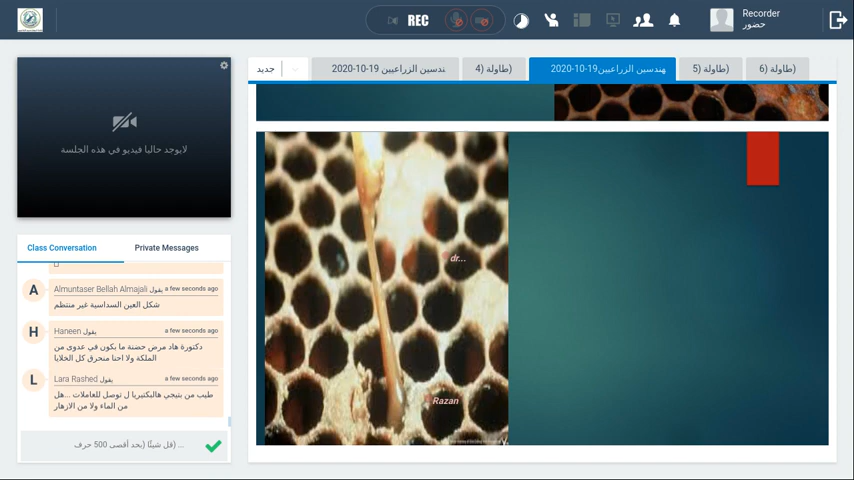 REC
Recorder
حضور
جديد
ندسين الزراعيين 19-10-2020
طاولة (4)
هندسين الزراعيين19-10-2020
طاولة (5)
طاولة (6)
لايوجد حاليا فيديو في هذه الجلسة
Class Conversation
Private Messages
A
Almuntaser Bellah Almajali يقول
a few seconds ago
شكل العين السداسية غير منتظم
H
Haneen يقول
a few seconds ago
دكتورة هاد مرض حضنة ما بكون في عدوى من
الملكة ولا احنا منحرق كل الخلايا
L
Lara Rashed يقول
a few seconds ago
طيب من بتيجي هالبكتيريا ل توصل للعاملات ...هل
من الماء ولا من الازهار
قل شيئًا (بحد أقصى 500 حرف) ...
dr...
Razan